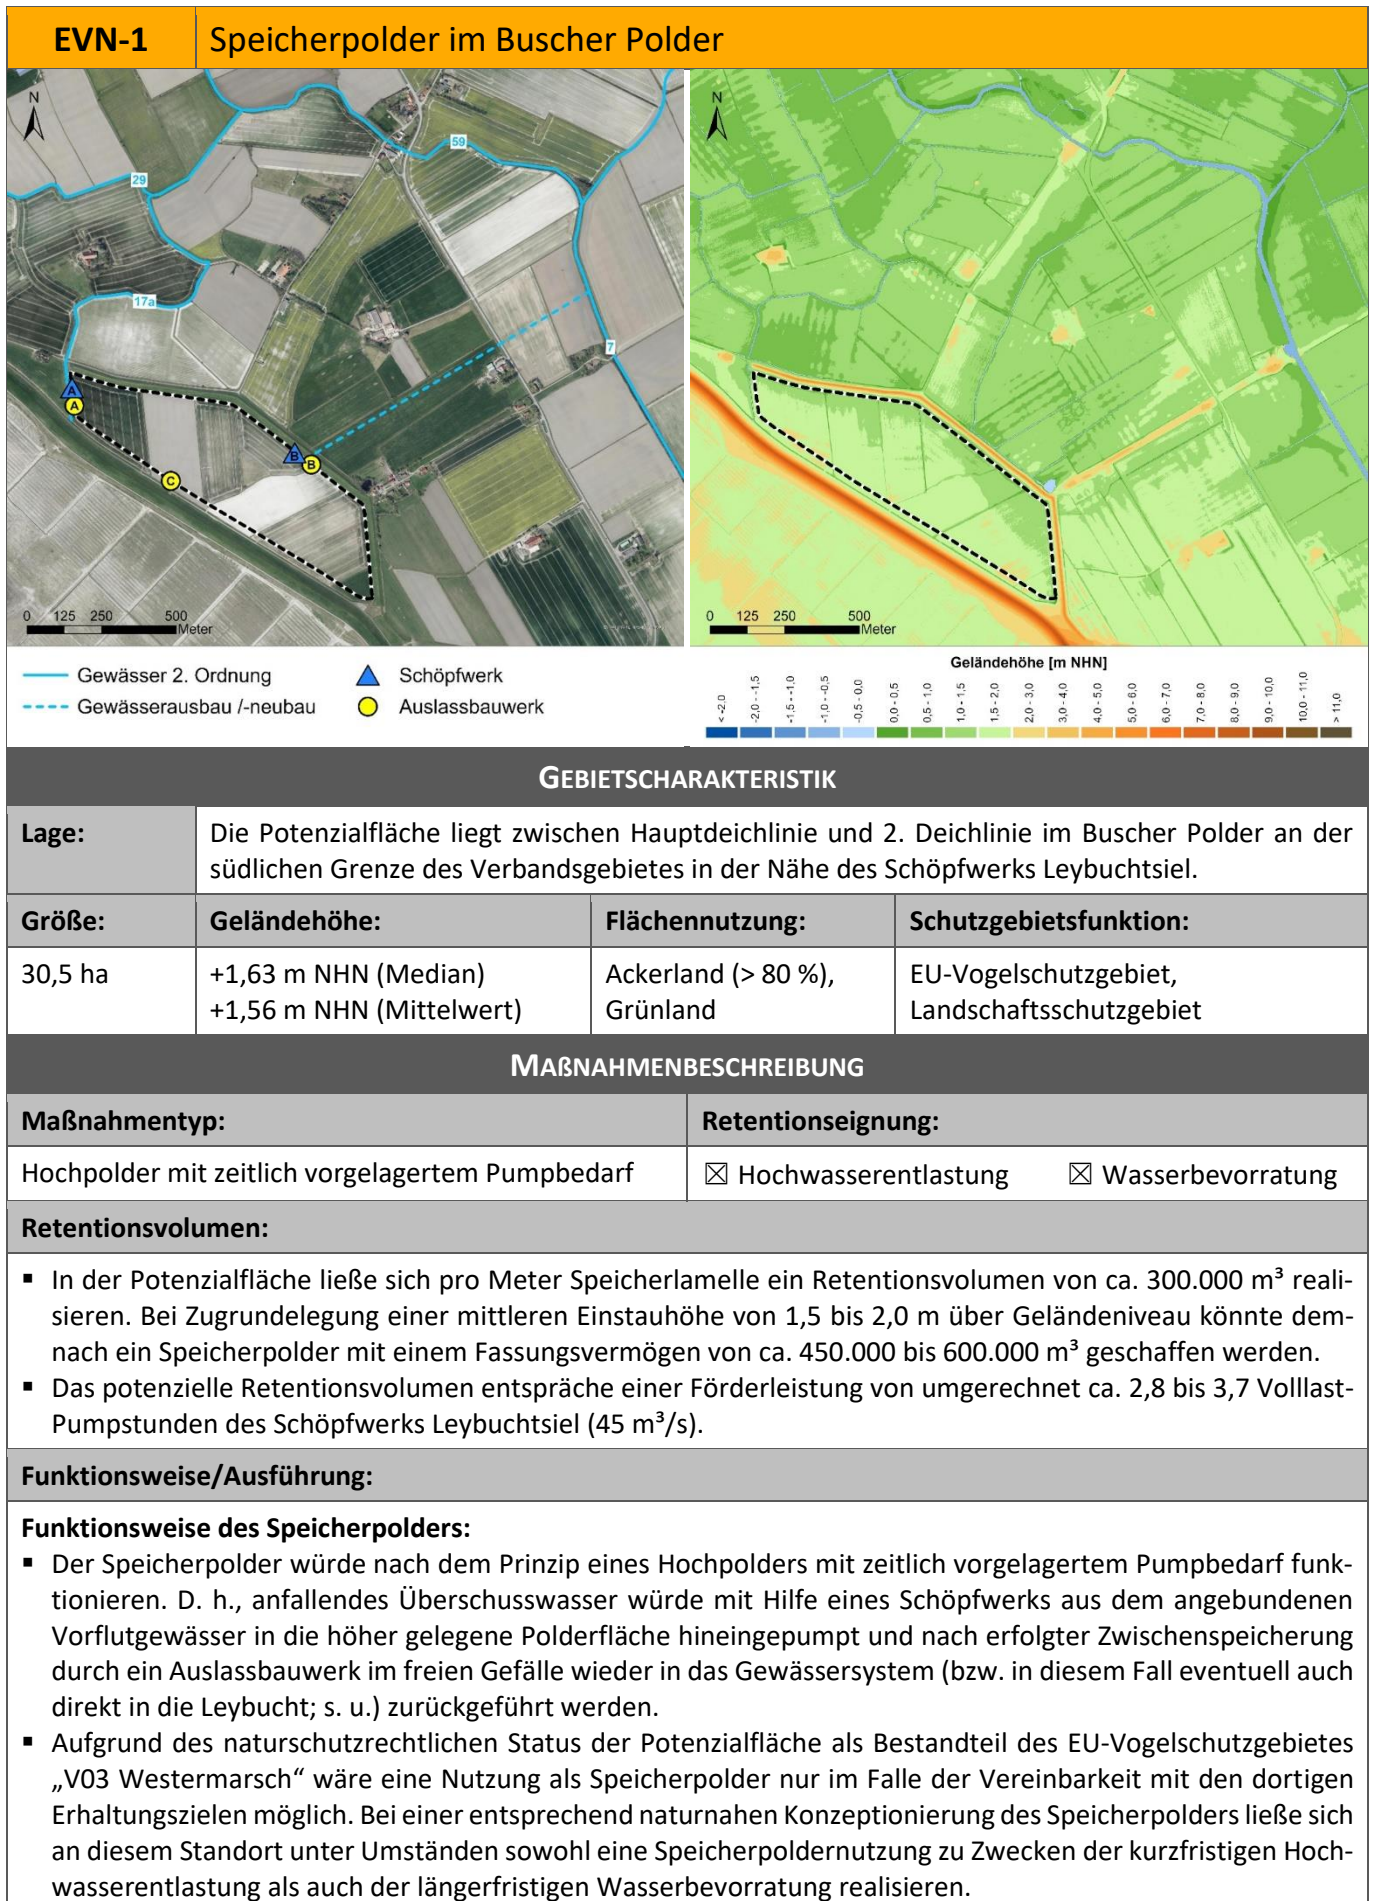 EVN-1 Speicherpolder im Buscher Polder
N
59
29
17a
7
A
A
B
B
C
0 125 250 500
Meter
N
0 125 250 500
Meter
Gewässer 2. Ordnung
Schöpfwerk
Gewässerausbau /-neubau
Auslassbauwerk
Geländehöhe [m NHN]
< -2,0
-2,0 - -1,5
-1,5 - -1,0
-1,0 - -0,5
-0,5 - 0,0
0,0 - 0,5
0,5 - 1,0
1,0 - 1,5
1,5 - 2,0
2,0 - 3,0
3,0 - 4,0
4,0 - 5,0
5,0 - 6,0
6,0 - 7,0
7,0 - 8,0
8,0 - 9,0
9,0 - 10,0
10,0 - 11,0
> 11,0
GEBIETSCHARAKTERISTIK
Lage:
Die Potenzialfläche liegt zwischen Hauptdeichlinie und 2. Deichlinie im Buscher Polder an der
südlichen Grenze des Verbandsgebietes in der Nähe des Schöpfwerks Leybuchtsiel.
Größe: Geländehöhe: Flächennutzung: Schutzgebietsfunktion:
30,5 ha +1,63 m NHN (Median) Ackerland (> 80 %), EU-Vogelschutzgebiet,
+1,56 m NHN (Mittelwert) Grünland Landschaftsschutzgebiet
MAßNAHMENBESCHREIBUNG
Maßnahmentyp: Retentionseignung:
Hochpolder mit zeitlich vorgelagertem Pumpbedarf ☒ Hochwasserentlastung ☒ Wasserbevorratung
Retentionsvolumen:
▪ In der Potenzialfläche ließe sich pro Meter Speicherlamelle ein Retentionsvolumen von ca. 300.000 m³ reali-
sieren. Bei Zugrundelegung einer mittleren Einstauhöhe von 1,5 bis 2,0 m über Geländeniveau könnte dem-
nach ein Speicherpolder mit einem Fassungsvermögen von ca. 450.000 bis 600.000 m³ geschaffen werden.
▪ Das potenzielle Retentionsvolumen entspräche einer Förderleistung von umgerechnet ca. 2,8 bis 3,7 Volllast-
Pumpstunden des Schöpfwerks Leybuchtsiel (45 m³/s).
Funktionsweise/Ausführung:
Funktionsweise des Speicherpolders:
▪ Der Speicherpolder würde nach dem Prinzip eines Hochpolders mit zeitlich vorgelagertem Pumpbedarf funk-
tionieren. D. h., anfallendes Überschusswasser würde mit Hilfe eines Schöpfwerks aus dem angebundenen
Vorflutgewässer in die höher gelegene Polderfläche hineingepumpt und nach erfolgter Zwischenspeicherung
durch ein Auslassbauwerk im freien Gefälle wieder in das Gewässersystem (bzw. in diesem Fall eventuell auch
direkt in die Leybucht; s. u.) zurückgeführt werden.
▪ Aufgrund des naturschutzrechtlichen Status der Potenzialfläche als Bestandteil des EU-Vogelschutzgebietes
„V03 Westermarsch“ wäre eine Nutzung als Speicherpolder nur im Falle der Vereinbarkeit mit den dortigen
Erhaltungszielen möglich. Bei einer entsprechend naturnahen Konzeptionierung des Speicherpolders ließe sich
an diesem Standort unter Umständen sowohl eine Speicherpoldernutzung zu Zwecken der kurzfristigen Hoch-
wasserentlastung als auch der längerfristigen Wasserbevorratung realisieren.